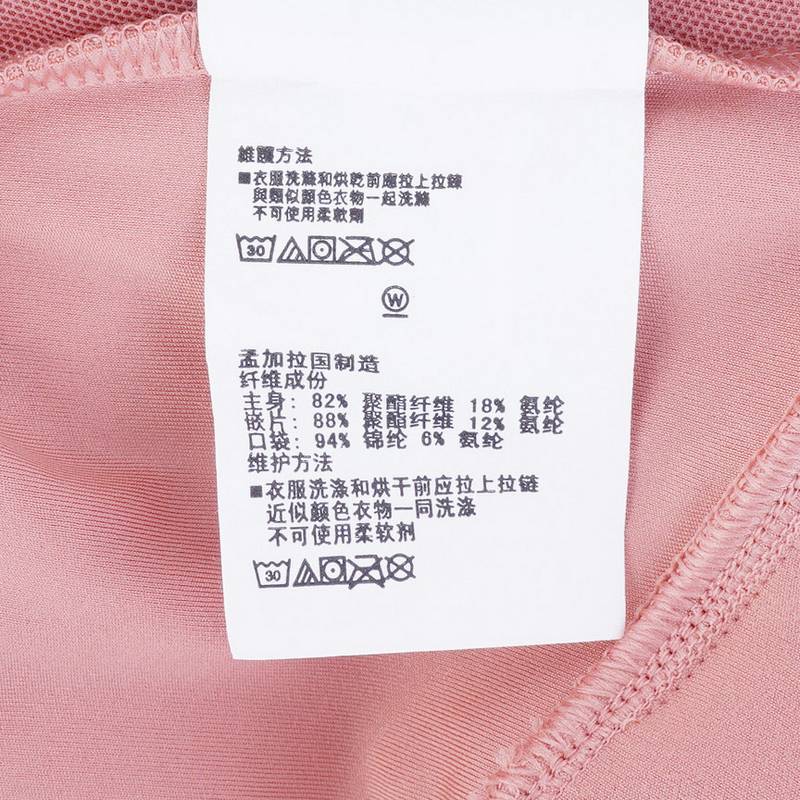 維護方法
■衣服洗滌和烘乾前應拉上拉鍊
與類似顏色衣物一起洗滌
不可使用柔軟劑
30
W
孟加拉国制造
纤维成份
主身: 82% 聚酯纤维 18% 氨纶
嵌片: 88% 聚酯纤维 12% 氨纶
口袋: 94% 锦纶 6% 氨纶
维护方法
■衣服洗涤和烘干前应拉上拉链
近似颜色衣物一同洗涤
不可使用柔软剂
30